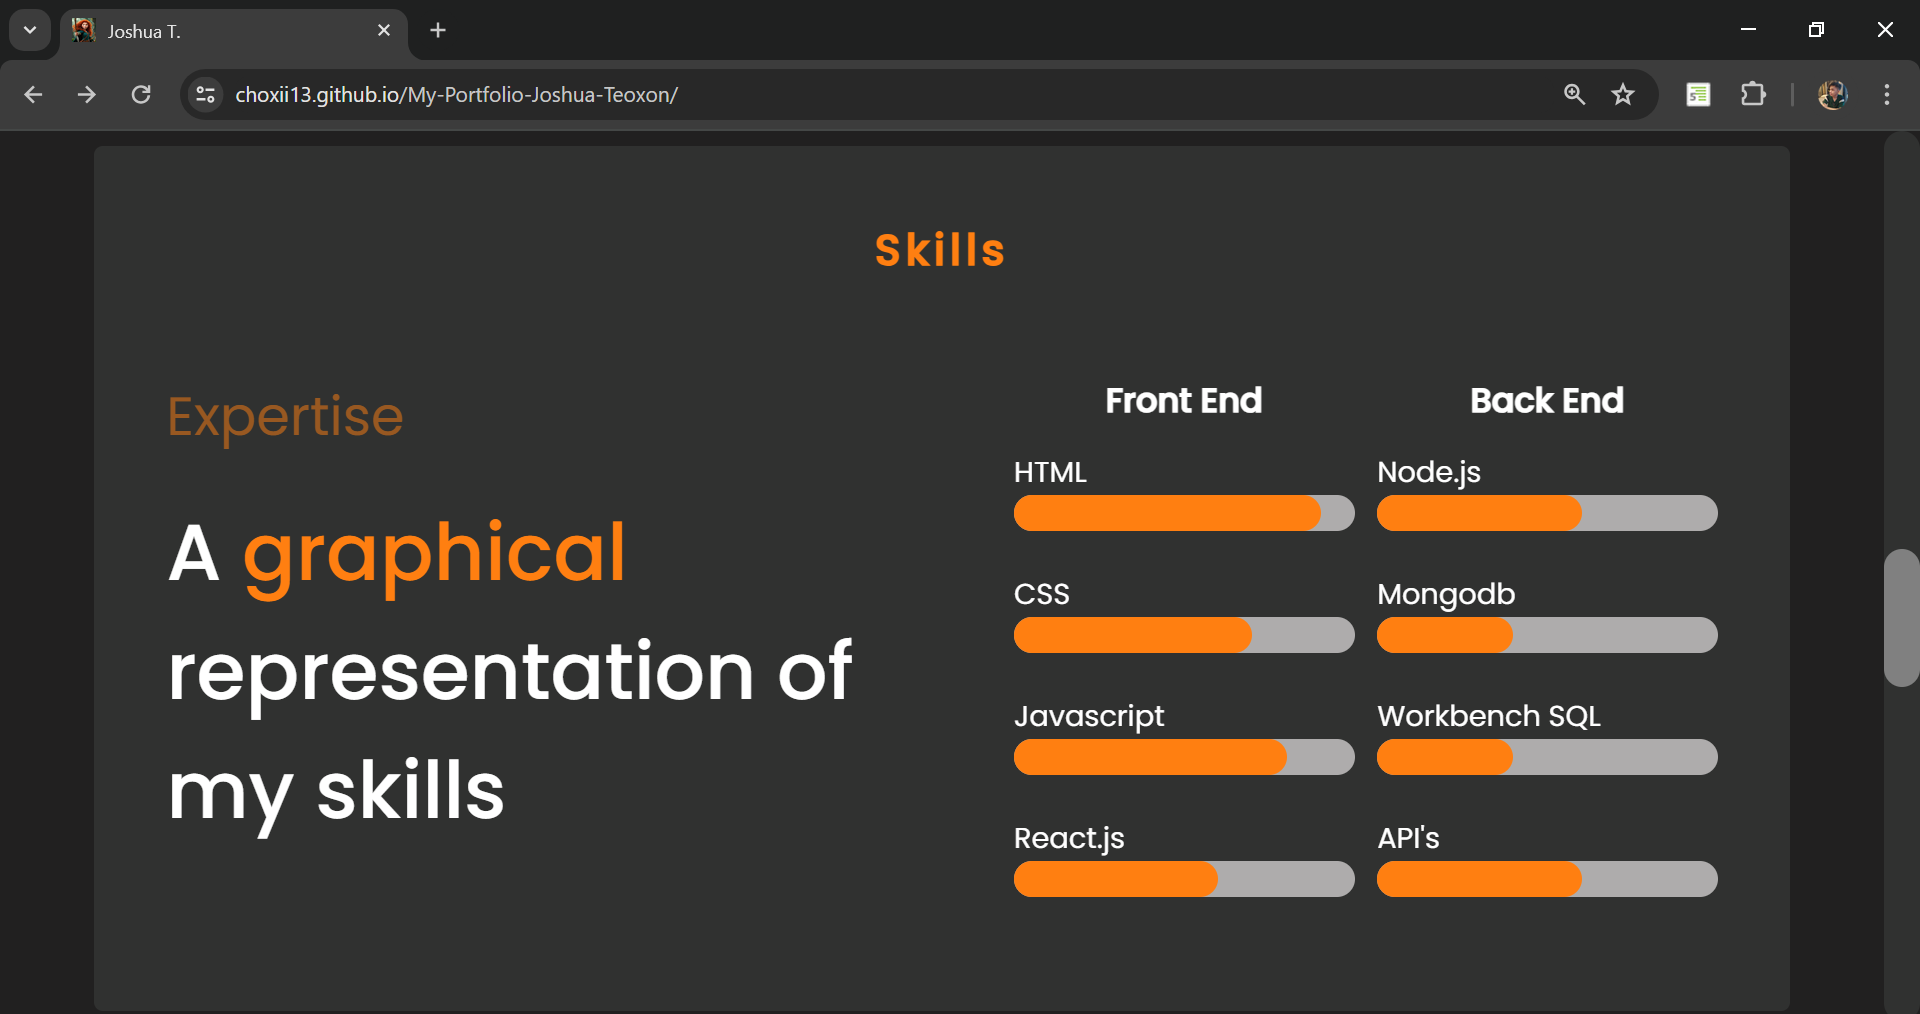 Joshua T.
choxii13.github.io/My-Portfolio-Joshua-Teoxon/
Skills
Expertise
A graphical
representation of
my skills
Front End
HTML
CSS
Javascript
React.js
Back End
Node.js
Mongodb
Workbench SQL
API's